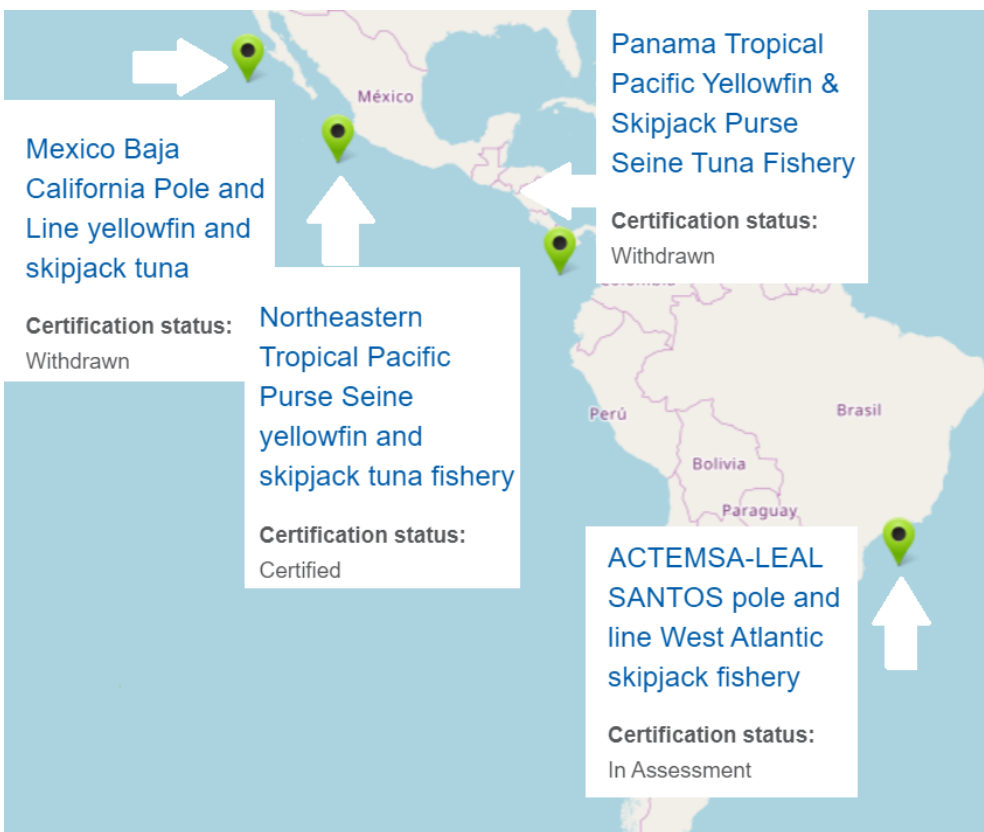 México
Panama Tropical
Pacific Yellowfin &
Skipjack Purse
Seine Tuna Fishery
Certification status:
Withdrawn
Mexico Baja
California Pole and
Line yellowfin and
skipjack tuna
Certification status:
Withdrawn
Northeastern
Tropical Pacific
Purse Seine
yellowfin and
skipjack tuna fishery
Certification status:
Certified
Colombia
Perú
Brasil
Bolivia
Paraguay
ACTEMSA-LEAL
SANTOS pole and
line West Atlantic
skipjack fishery
Certification status:
In Assessment